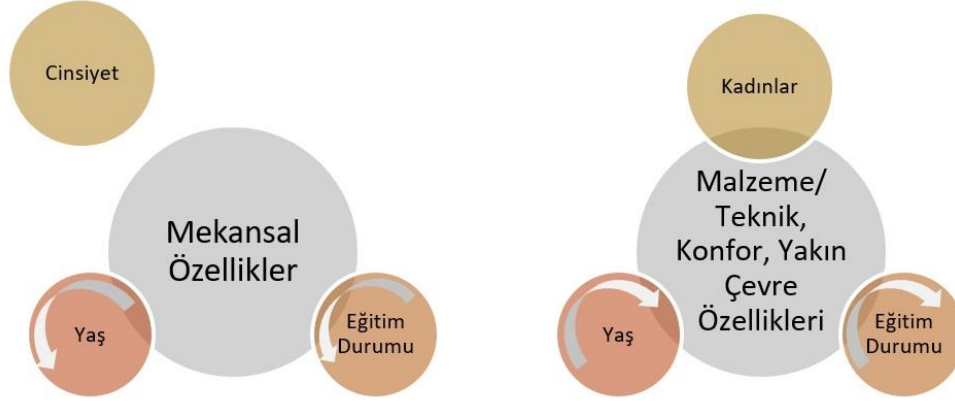 Cinsiyet
Mekansal
Özellikler
Yaş
Eğitim
Durumu
Kadınlar
Malzeme/
Teknik,
Konfor, Yakın
Çevre
Özellikleri
Yaş
Eğitim
Durumu